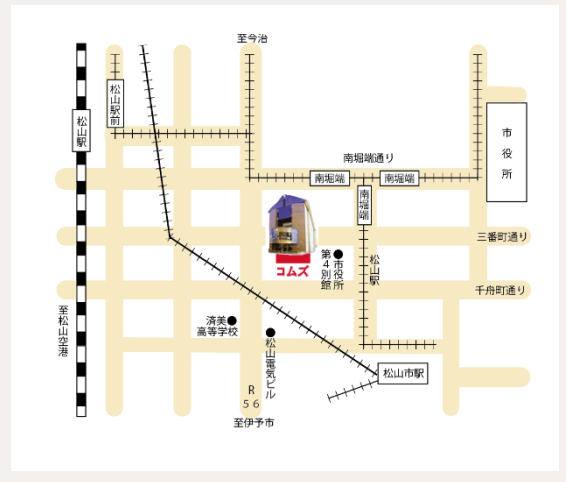 至今治
松山駅前
松山駅
市役所
南堀端通り
南堀端
南堀端
南堀端
三番町通り
コムズ
市役所
第4別館
松山駅
千舟町通り
至松山空港
済美
高等学校
松山電気ビル
松山市駅
R
56
至伊予市